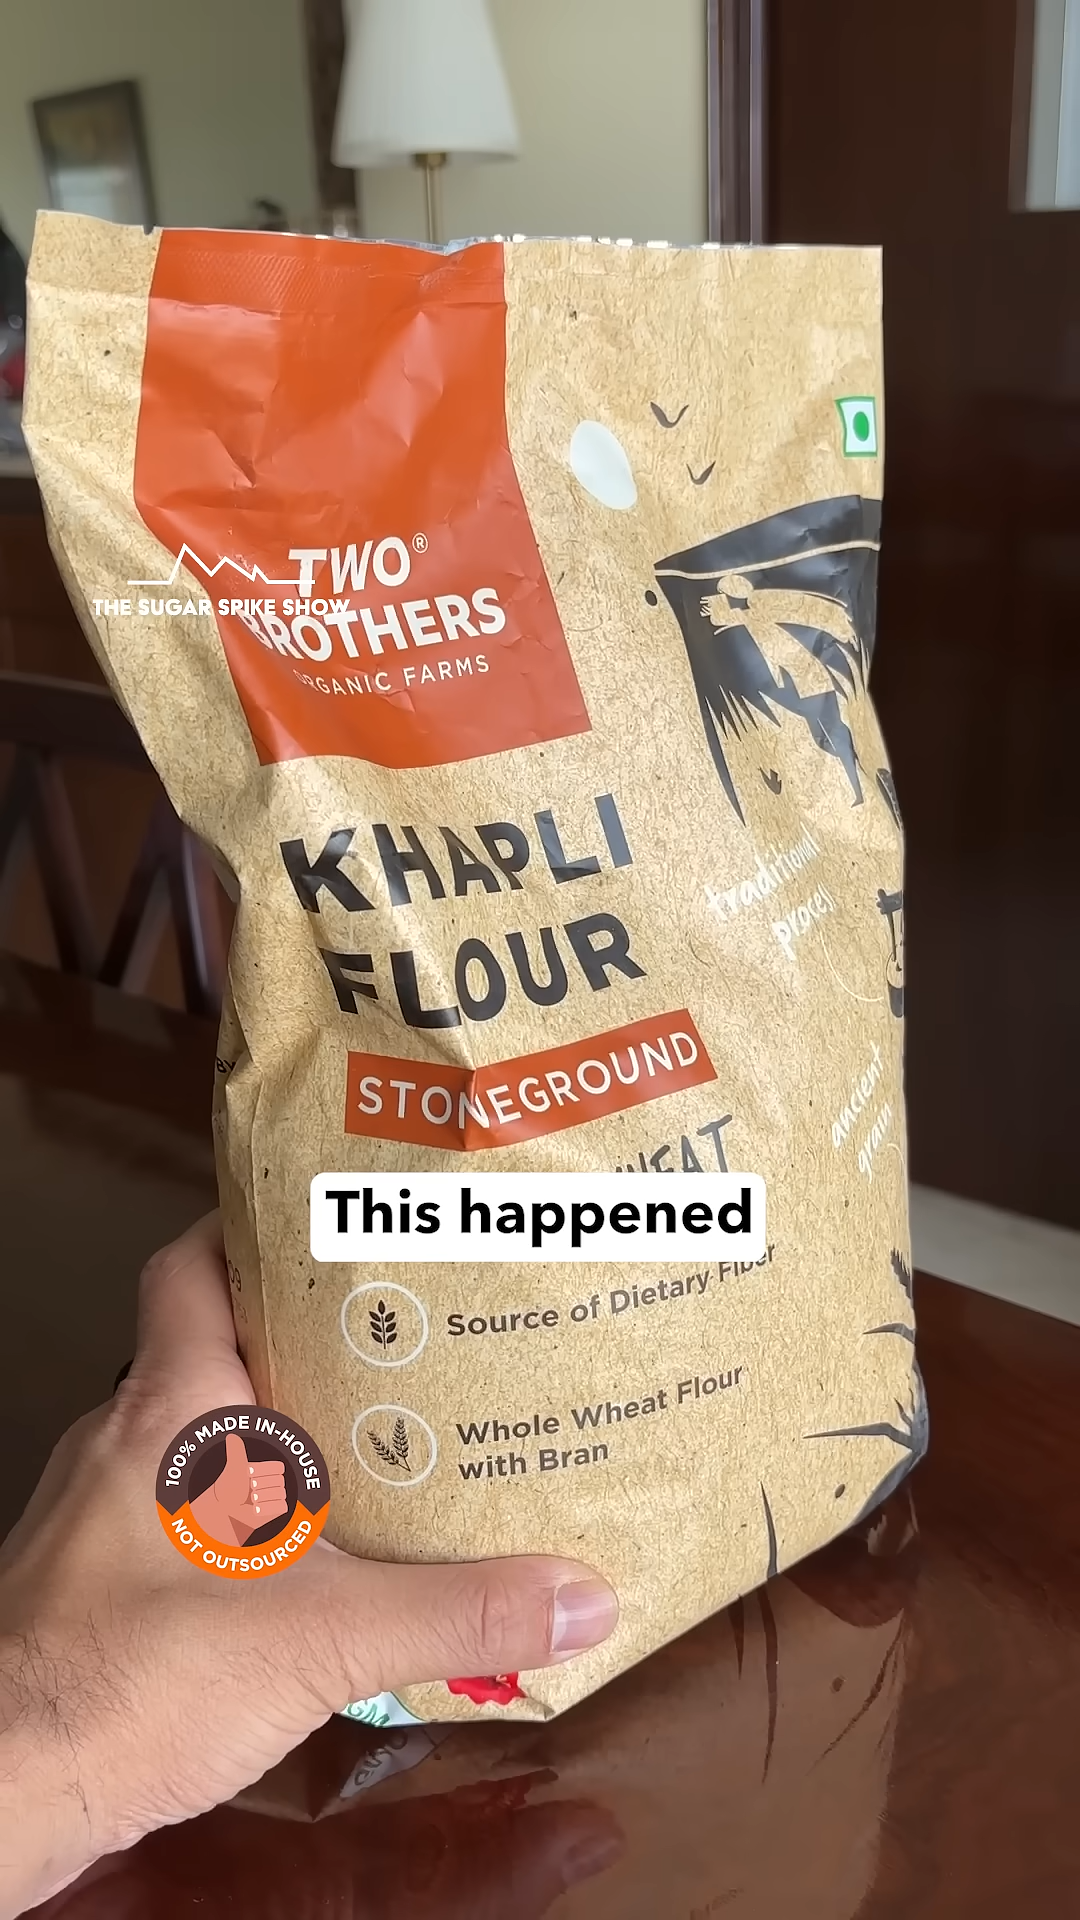 TWO®
BROTHERS
ORGANIC FARMS
THE SUGAR SPIKE SHOW
KHAPLI
FLOUR
STONEGROUND
traditional
process
ancient
grain
This happened
Source of Dietary Fiber
Whole Wheat Flour
with Bran
100% MADE IN-HOUSE
NOT OUTSOURCED